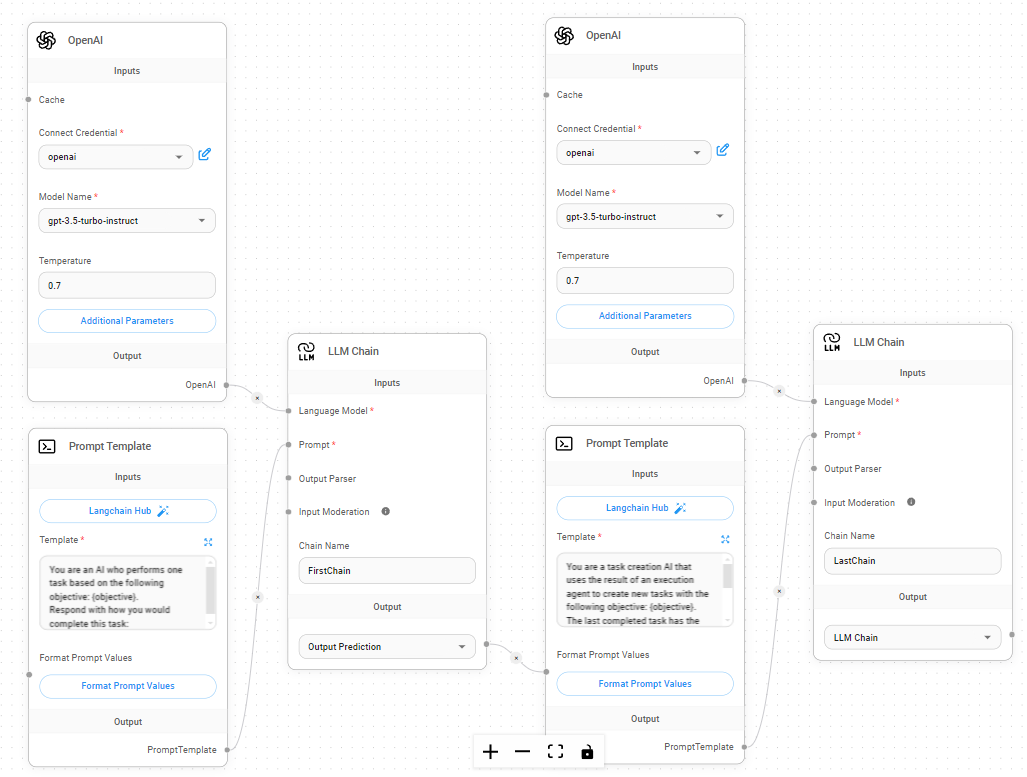 OpenAI
Inputs
Cache
Connect Credential *
openai
Model Name *
gpt-3.5-turbo-instruct
Temperature
0.7
Additional Parameters
Output
OpenAI
Prompt Template
Inputs
Langchain Hub
Template *
You are an AI who performs one
task based on the following
objective: {objective}.
Respond with how you would
complete this task:
Format Prompt Values
Format Prompt Values
Output
PromptTemplate
LLM
LLM Chain
Inputs
Language Model *
Prompt *
Output Parser
Input Moderation
Chain Name
FirstChain
Output
Output Prediction
OpenAI
Inputs
Cache
Connect Credential *
openai
Model Name *
gpt-3.5-turbo-instruct
Temperature
0.7
Additional Parameters
Output
OpenAI
Prompt Template
Inputs
Langchain Hub
Template *
You are a task creation AI that
uses the result of an execution
agent to create new tasks with the
following objective: {objective}.
The last completed task has the
Format Prompt Values
Format Prompt Values
Output
PromptTemplate
LLM
LLM Chain
Inputs
Language Model *
Prompt *
Output Parser
Input Moderation
Chain Name
LastChain
Output
LLM Chain